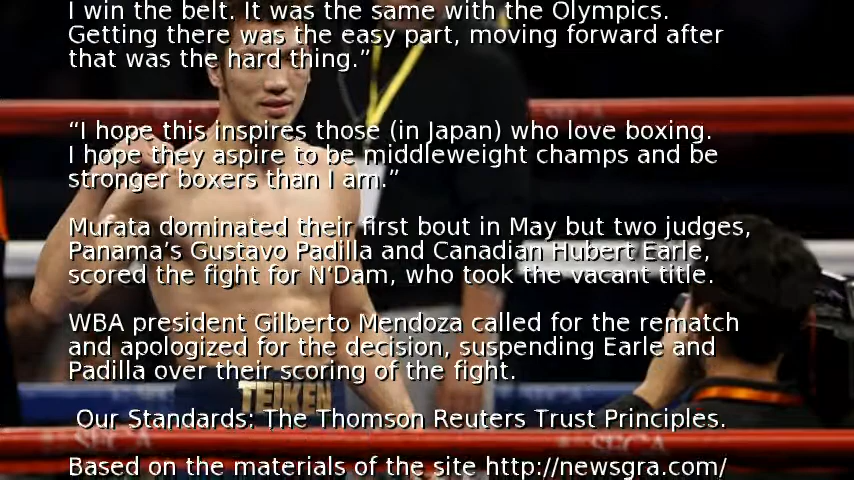 I win the belt. It was the same with the Olympics.
Getting there was the easy part, moving forward after
that was the hard thing.”
“I hope this inspires those (in Japan) who love boxing.
I hope they aspire to be middleweight champs and be
stronger boxers than I am.”
Murata dominated their first bout in May but two judges,
Panama’s Gustavo Padilla and Canadian Hubert Earle,
scored the fight for N’Dam, who took the vacant title.
WBA president Gilberto Mendoza called for the rematch
and apologized for the decision, suspending Earle and
Padilla over their scoring of the fight.
TEIKEN
Our Standards: The Thomson Reuters Trust Principles.
Based on the materials of the site http://newsgra.com/